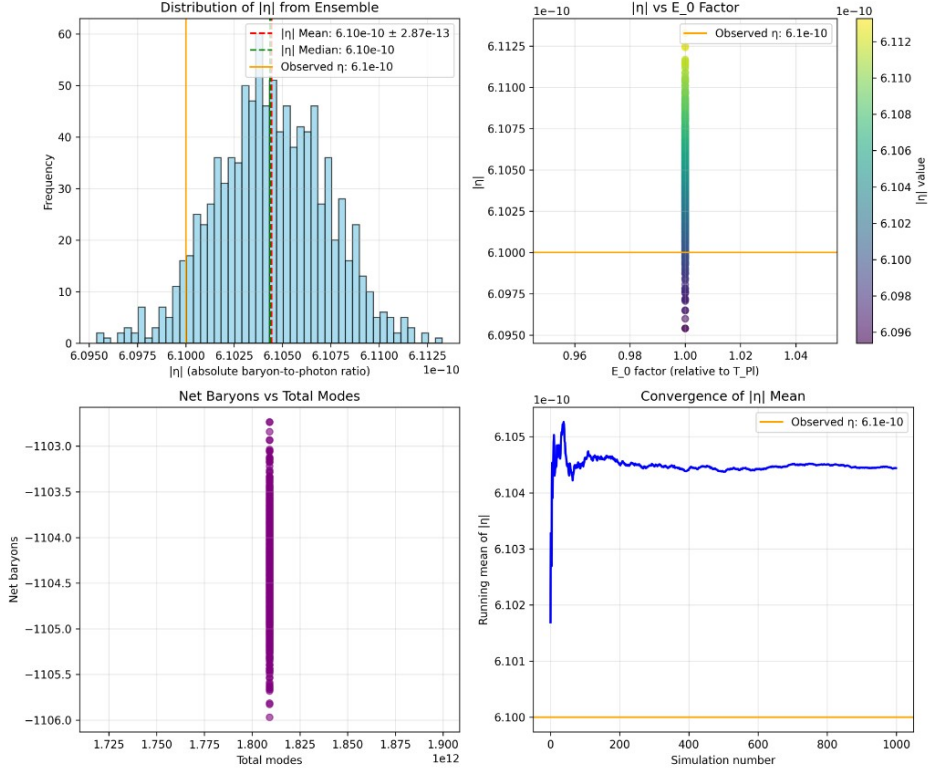 Distribution of |η| from Ensemble
|η| Mean: 6.10e-10 ± 2.87e-13
|η| Median: 6.10e-10
Observed η: 6.1e-10
Frequency
60
50
40
30
20
10
0
6.0950 6.0975 6.1000 6.1025 6.1050 6.1075 6.1100 6.1125
1e−10
|η| (absolute baryon-to-photon ratio)
|η| vs E_0 Factor
1e−10
Observed η: 6.1e-10
|η|
6.1125
6.1100
6.1075
6.1050
6.1025
6.1000
6.0975
6.0950
0.96 0.98 1.00 1.02 1.04
E_0 factor (relative to T_Pl)
1e−10
6.112
6.110
6.108
6.106
6.104
6.102
6.100
6.098
6.096
|η| value
Net Baryons vs Total Modes
Net baryons
−1103.0
−1103.5
−1104.0
−1104.5
−1105.0
−1105.5
−1106.0
1.725 1.750 1.775 1.800 1.825 1.850 1.875 1.900
1e12
Total modes
Convergence of |η| Mean
1e−10
Observed η: 6.1e-10
Running mean of |η|
6.105
6.104
6.103
6.102
6.101
6.100
0 200 400 600 800 1000
Simulation number